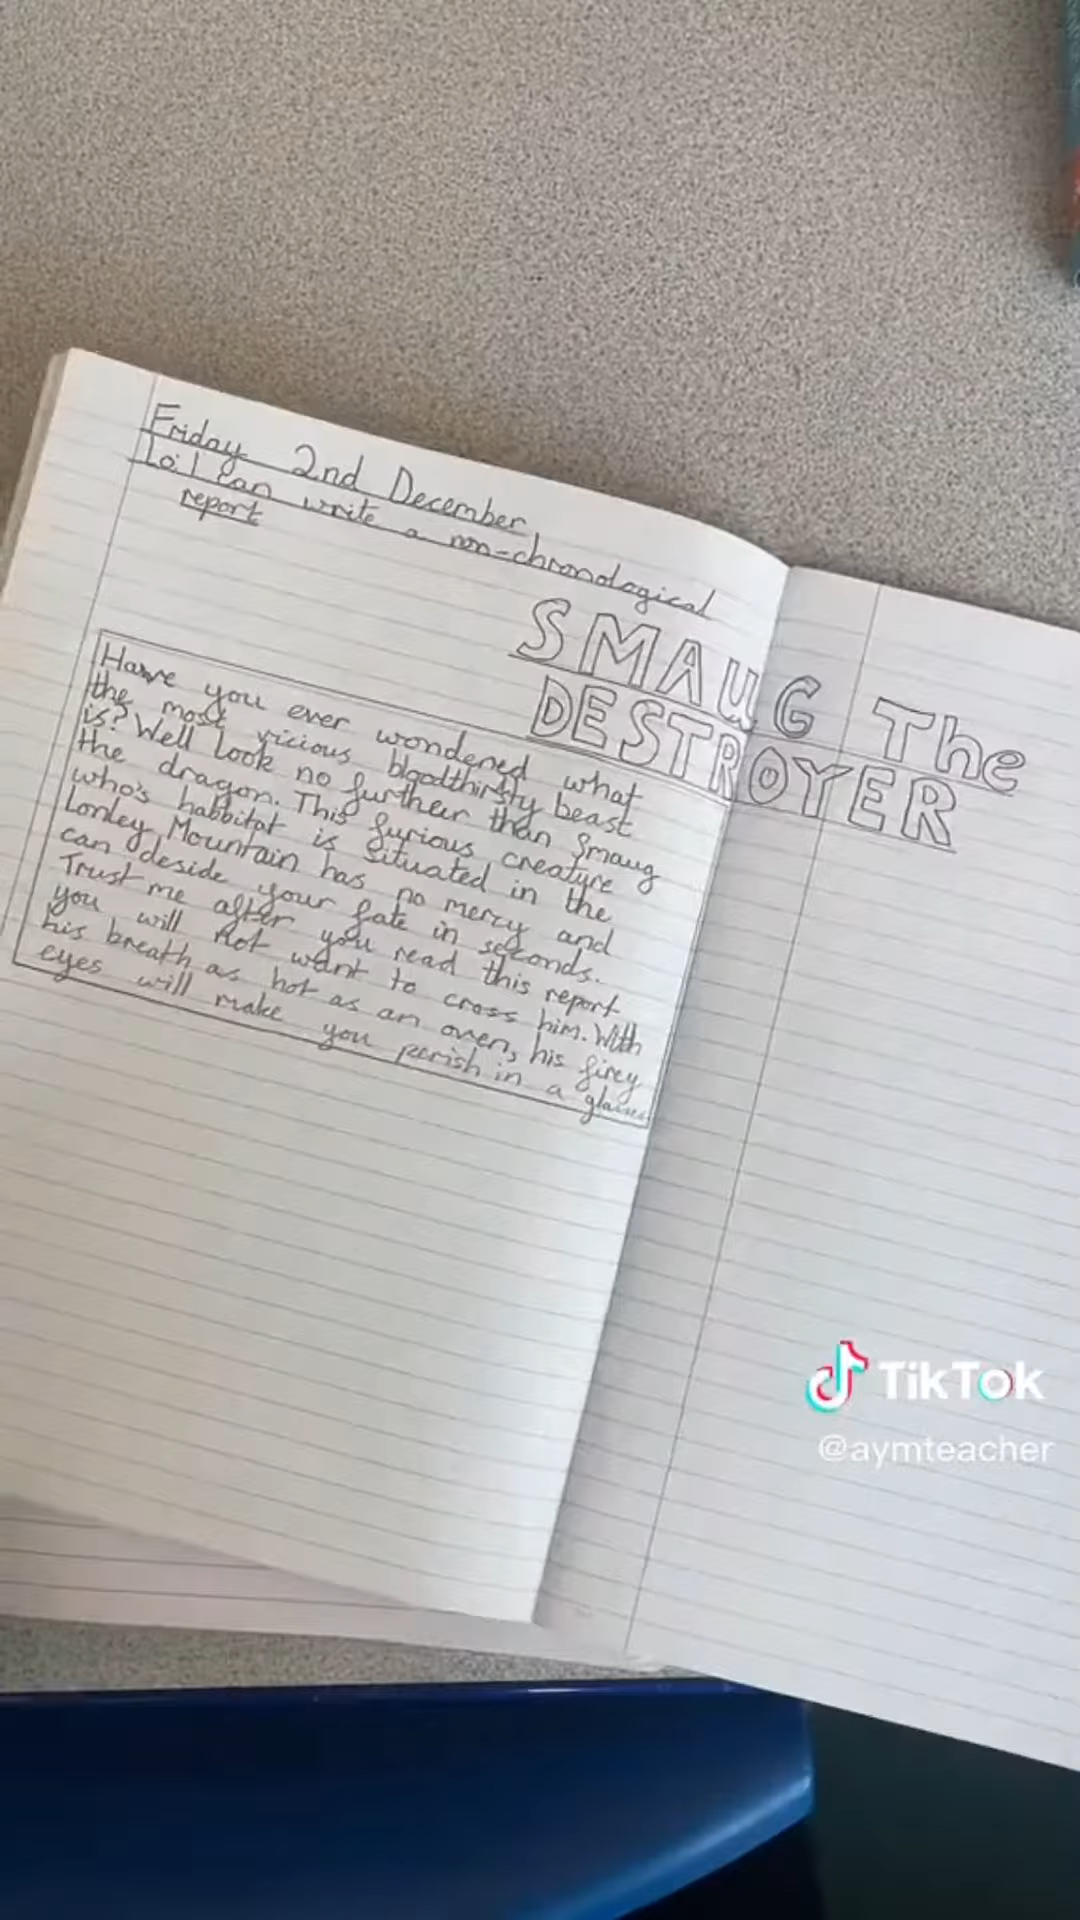 Friday 2nd December
Lo: I can write a non-chronological
report
SMAUG The
DESTROYER
Have you ever wondered what
the most vicious bloodthirsty beast
is? Well look no further than Smaug
the dragon. This furious creature
who's habbitat is situated in the
Lonley Mountain has no mercy and
can deside your fate in seconds.
Trust me after you read this report
you will not want to cross him. With
his breath as hot as an oven, his firey
eyes will make you perish in a
TikTok
@aymteacher